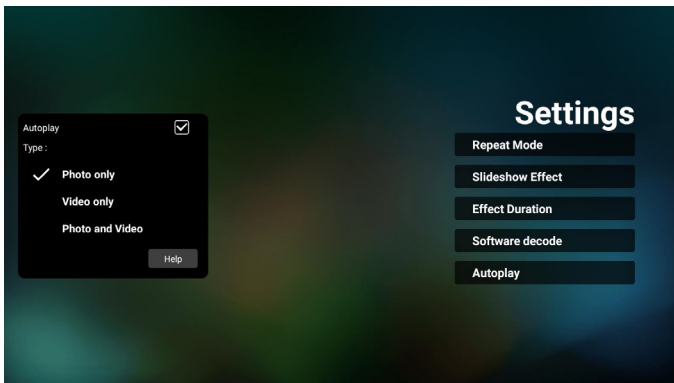 Settings
Autoplay
Type :
Photo only
Video only
Photo and Video
Help
Repeat Mode
Slideshow Effect
Effect Duration
Software decode
Autoplay